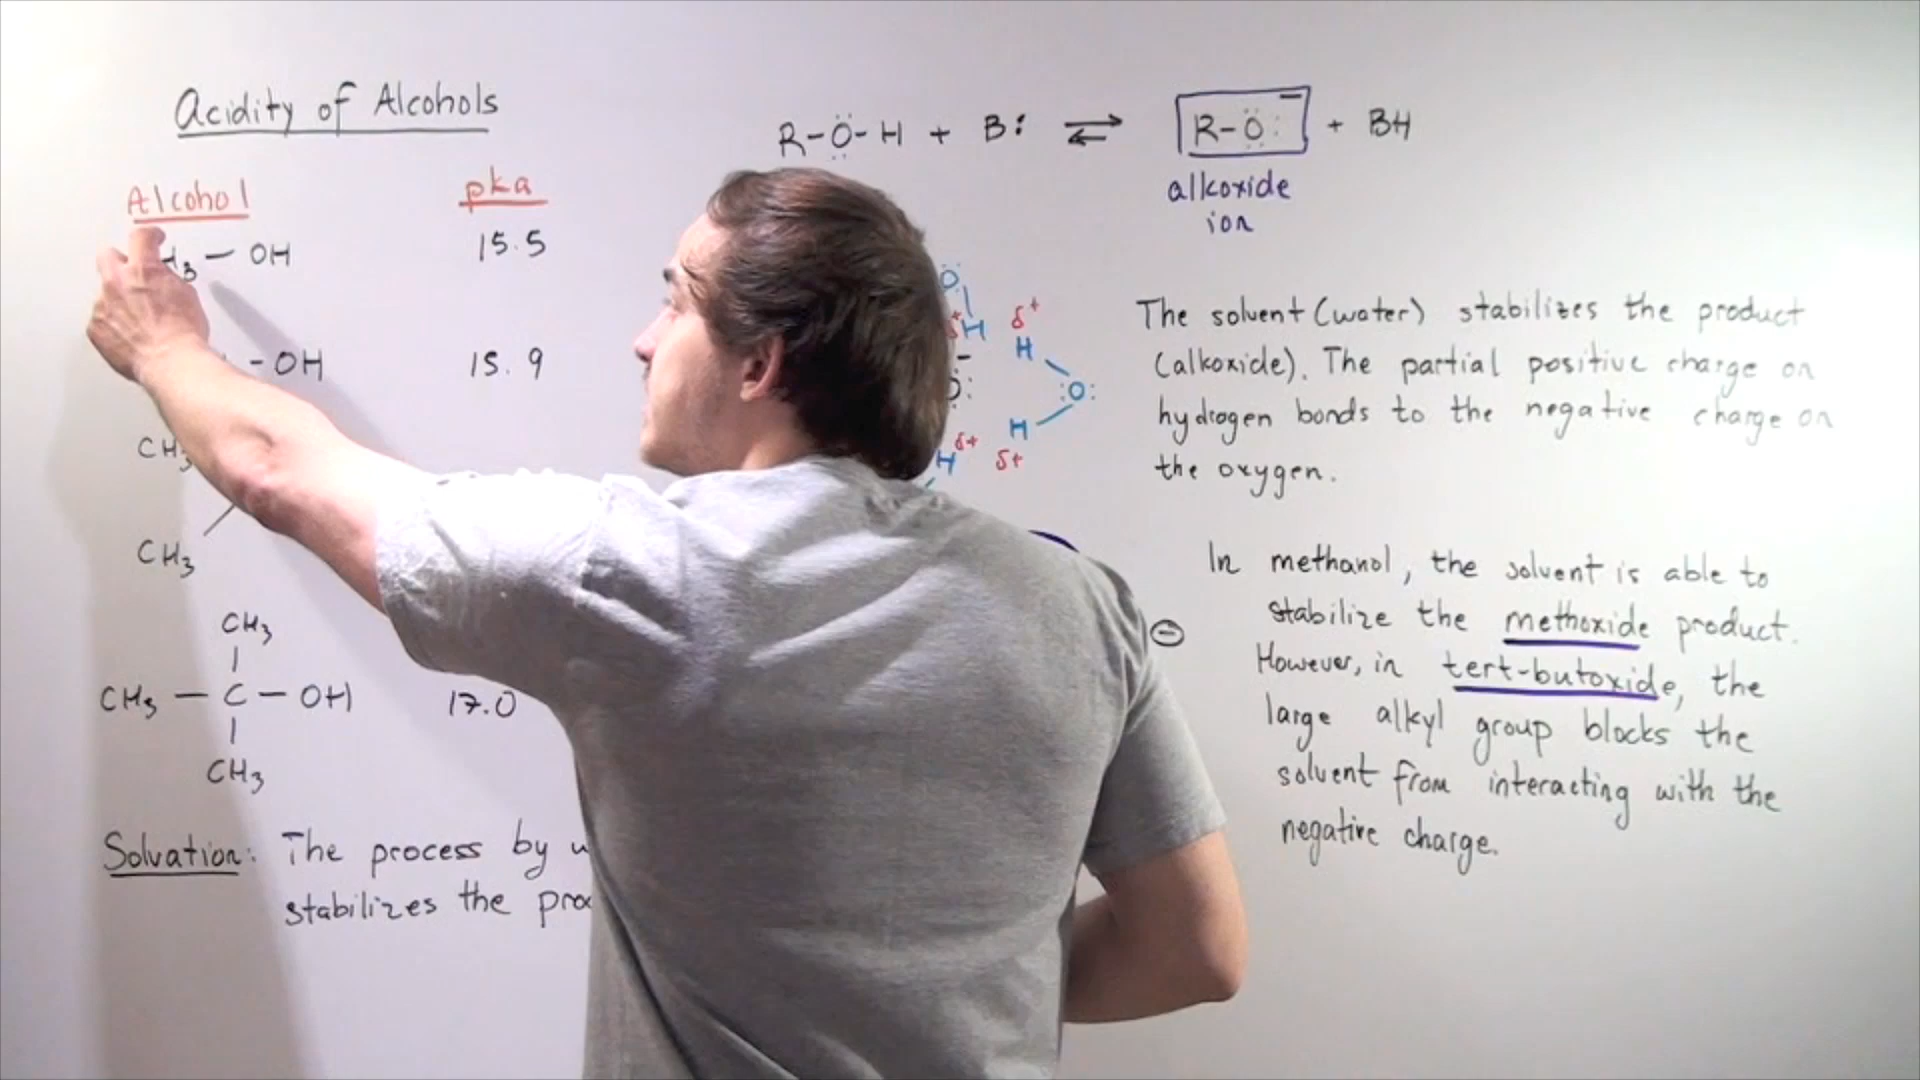 Acidity of Alcohols
Alcohol pka
H3 — OH 15.5
- OH 15.9
CH3
CH3
CH3
|
CH3 — C — OH 17.0
|
CH3
Solvation: The process by
stabilizes the
R-Ö-H + B: ⇌ R-Ö:⁻ + BH
alkoxide
ion
O
H δ+
H
O:
H
H δ+ δ+
The solvent (water) stabilizes the product
(alkoxide). The partial positive charge on
hydrogen bonds to the negative charge on
the oxygen.
In methanol, the solvent is able to
stabilize the methoxide product.
However, in tert-butoxide, the
large alkyl group blocks the
solvent from interacting with the
negative charge.